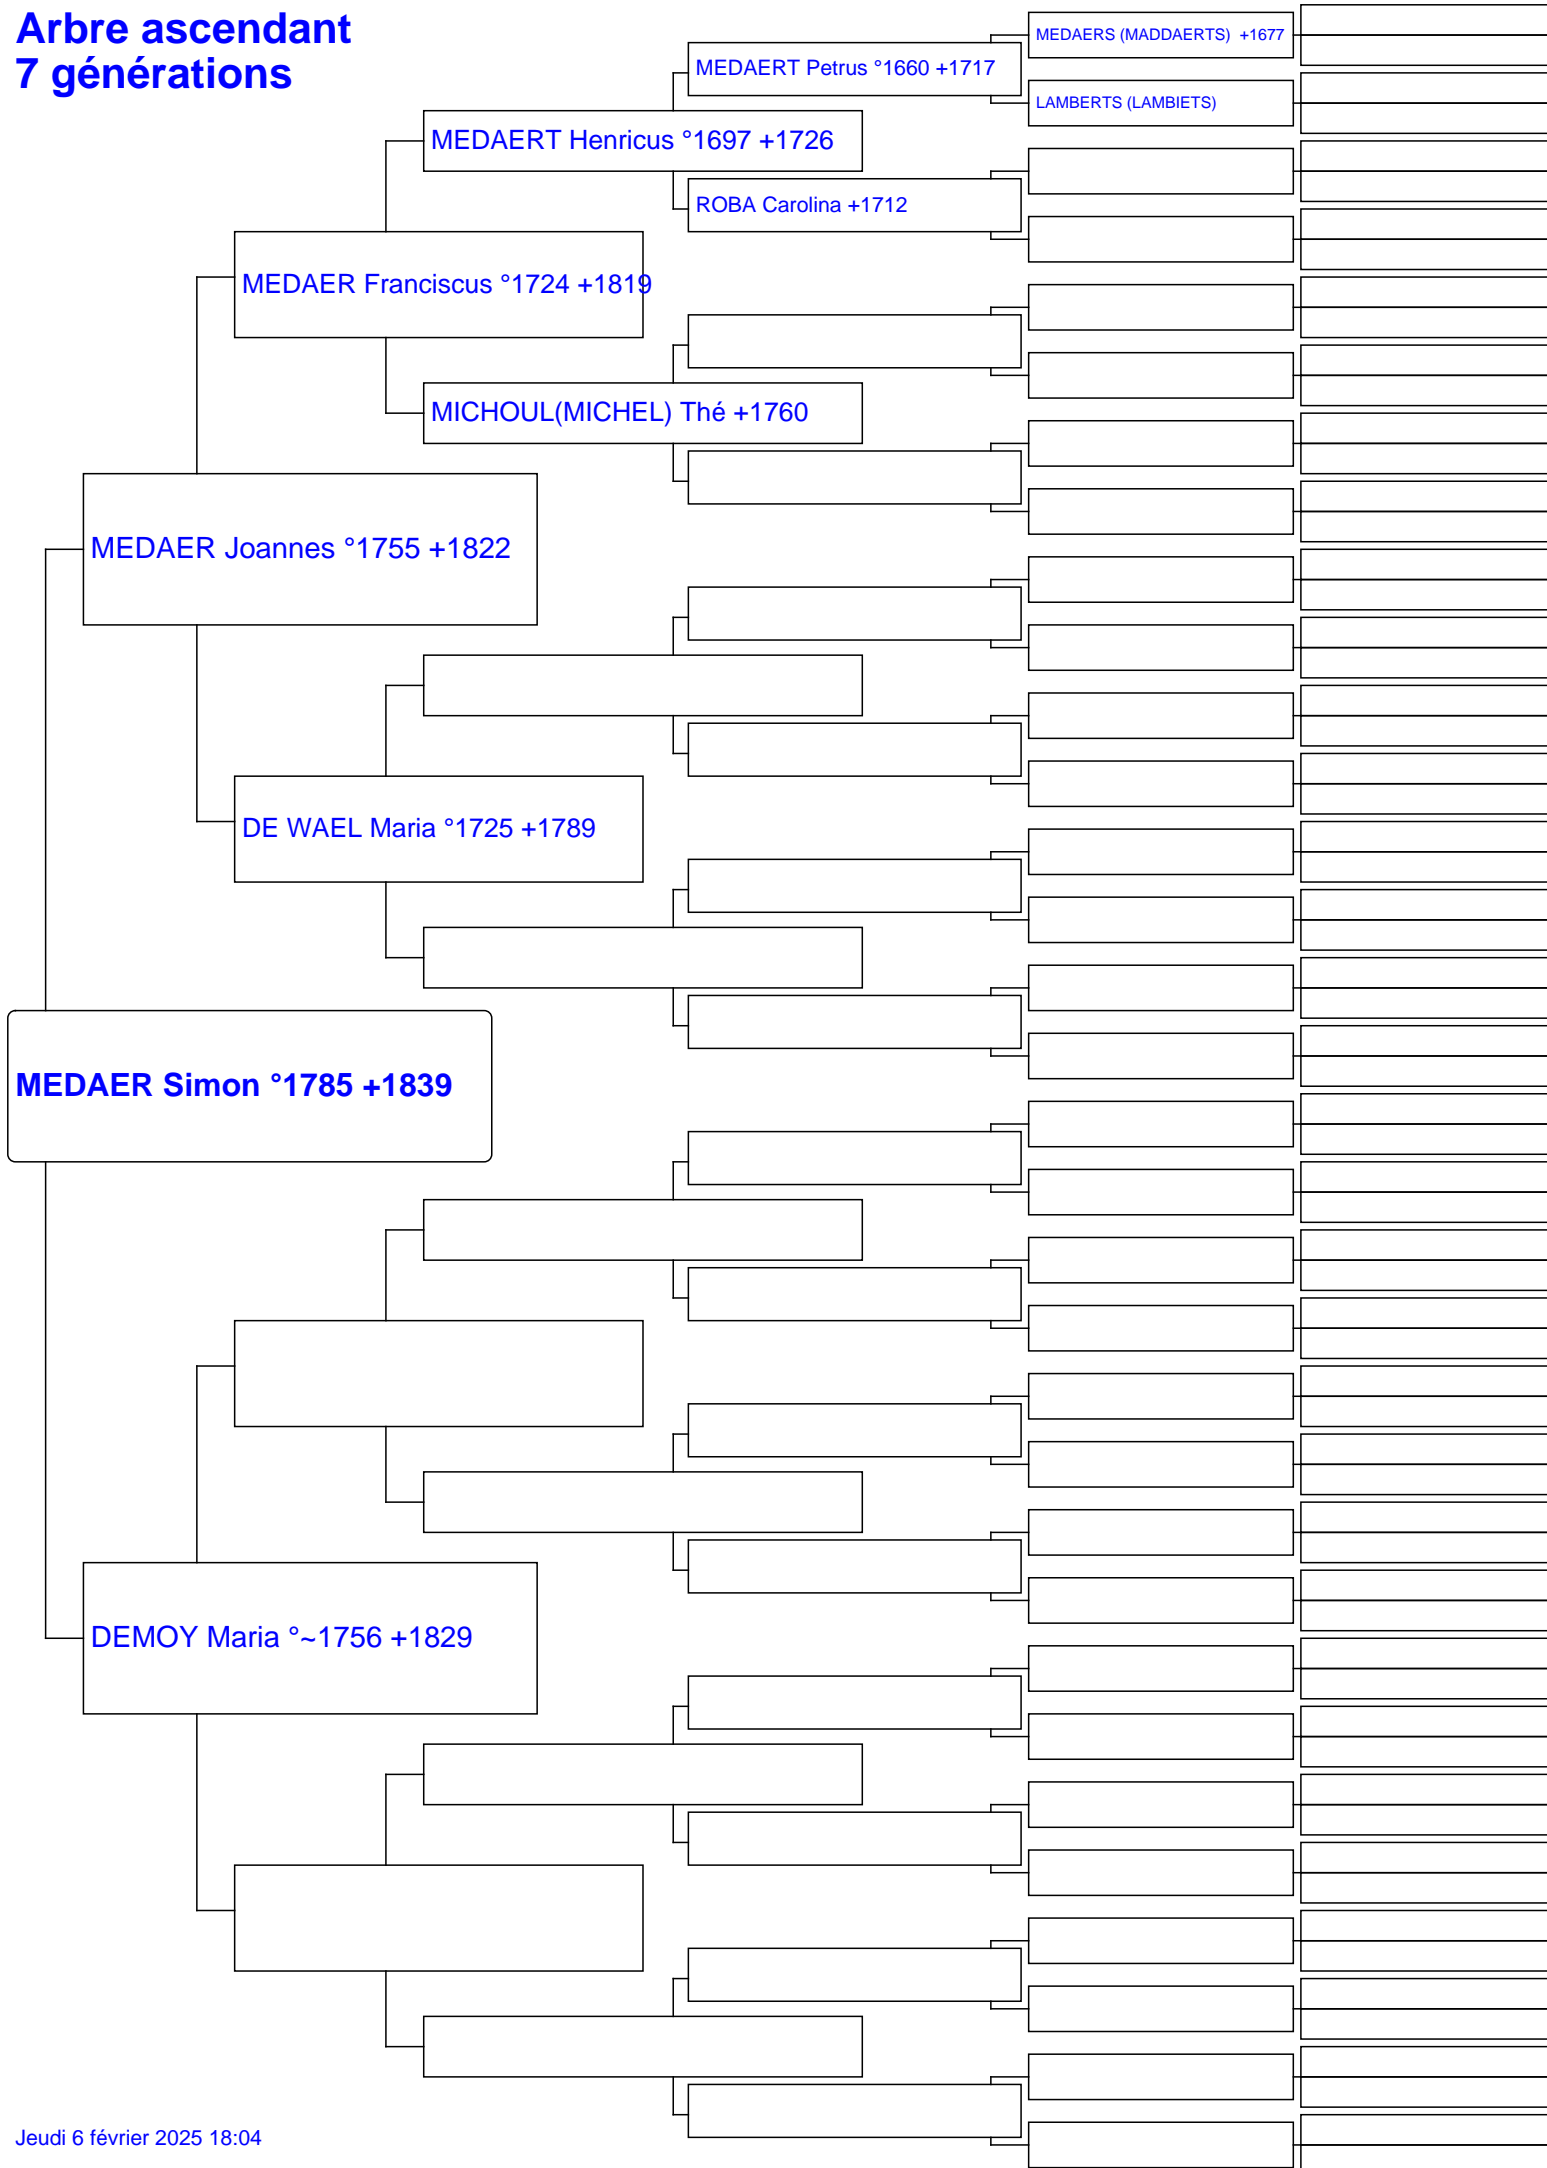 Arbre ascendant
7 générations
MEDAERS (MADDAERTS)  +1677
MEDAERT Petrus °1660 +1717
LAMBERTS (LAMBIETS)
MEDAERT Henricus °1697 +1726
ROBA Carolina +1712
MEDAER Franciscus °1724 +1819
MICHOUL(MICHEL) Thé +1760
MEDAER Joannes °1755 +1822
DE WAEL Maria °1725 +1789
MEDAER Simon °1785 +1839
DEMOY Maria °~1756 +1829
Jeudi 6 février 2025 18:04